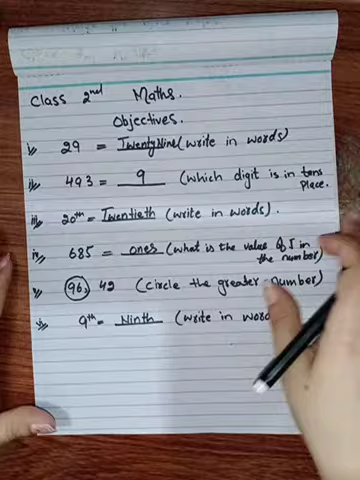 Class 2nd Maths.
Objectives.
i) 29 = Twenty Nine (write in words)
ii) 493 = 9 (which digit is in tens
Place.
iii) 20th = Twentieth (write in words).
iv) 685 = ones (what is the value of 5 in
the number)
v) 96, 42 (circle the greater number)
vi) 9th = Ninth (write in word